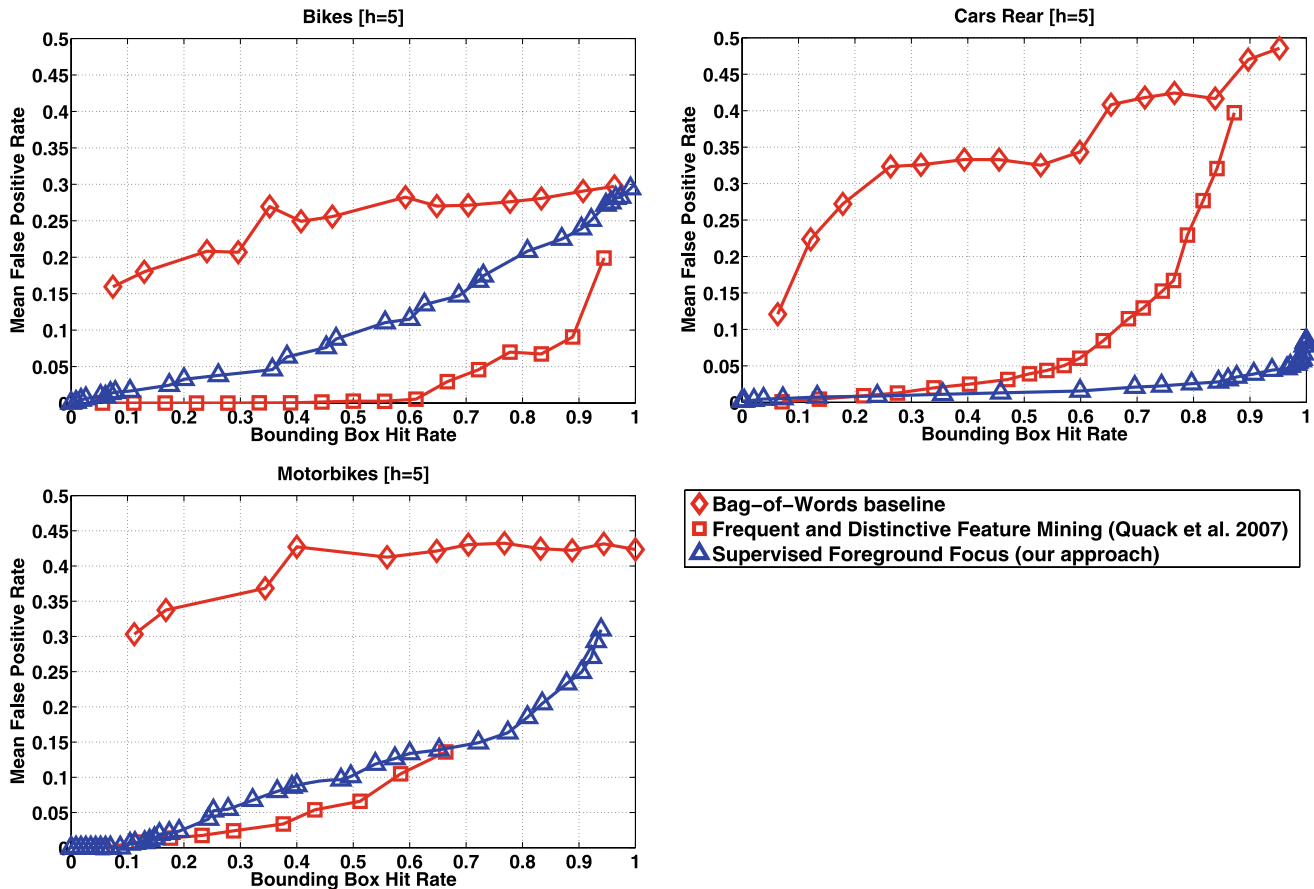 Bikes [h=5]
0.5
0.45
0.4
0.35
0.3
0.25
0.2
0.15
0.1
0.05
0
Mean False Positive Rate
0 0.1 0.2 0.3 0.4 0.5 0.6 0.7 0.8 0.9 1
Bounding Box Hit Rate
Cars Rear [h=5]
0.5
0.45
0.4
0.35
0.3
0.25
0.2
0.15
0.1
0.05
0
Mean False Positive Rate
0 0.1 0.2 0.3 0.4 0.5 0.6 0.7 0.8 0.9 1
Bounding Box Hit Rate
Motorbikes [h=5]
0.5
0.45
0.4
0.35
0.3
0.25
0.2
0.15
0.1
0.05
0
Mean False Positive Rate
0 0.1 0.2 0.3 0.4 0.5 0.6 0.7 0.8 0.9 1
Bounding Box Hit Rate
Bag−of−Words baseline
Frequent and Distinctive Feature Mining (Quack et al. 2007)
Supervised Foreground Focus (our approach)